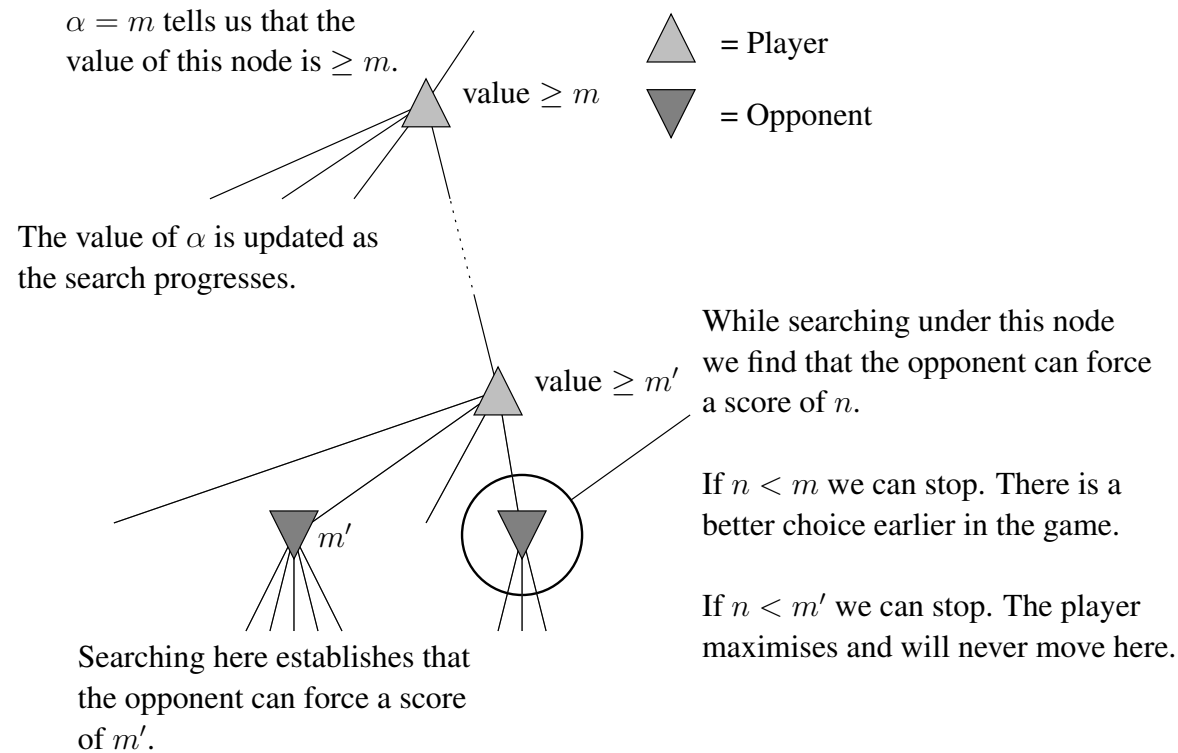 α = m tells us that the
value of this node is ≥ m.
= Player
value ≥ m
= Opponent
The value of α is updated as
the search progresses.
While searching under this node
we find that the opponent can force
a score of n.
value ≥ m′
If n < m we can stop. There is a
better choice earlier in the game.
m′
If n < m′ we can stop. The player
maximises and will never move here.
Searching here establishes that
the opponent can force a score
of m′.